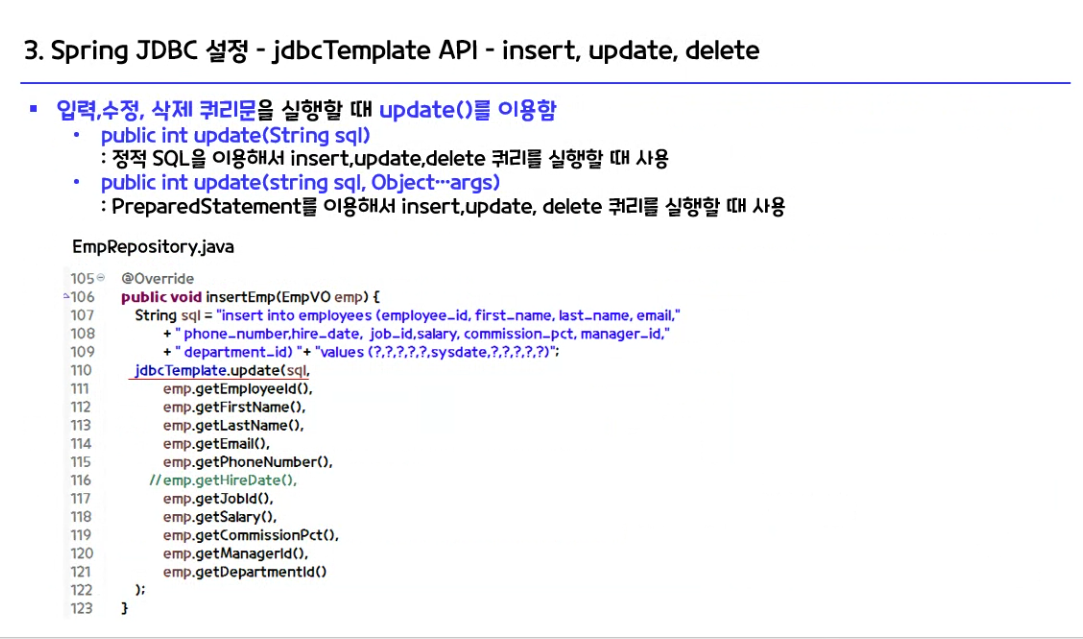 3. Spring JDBC 설정 - jdbcTemplate API - insert, update, delete
▪ 입력,수정, 삭제 쿼리문을 실행할 때 update()를 이용함
• public int update(String sql)
: 정적 SQL을 이용해서 insert,update,delete 쿼리를 실행할 때 사용
• public int update(string sql, Object…args)
: PreparedStatement를 이용해서 insert,update, delete 쿼리를 실행할 때 사용
EmpRepository.java
105 @Override
106 public void insertEmp(EmpVO emp) {
107 String sql = "insert into employees (employee_id, first_name, last_name, email,"
108 + " phone_number,hire_date, job_id,salary, commission_pct, manager_id,"
109 + " department_id) "+ "values (?,?,?,?,?,sysdate,?,?,?,?,?)";
110 jdbcTemplate.update(sql,
111 emp.getEmployeeId(),
112 emp.getFirstName(),
113 emp.getLastName(),
114 emp.getEmail(),
115 emp.getPhoneNumber(),
116 //emp.getHireDate(),
117 emp.getJobId(),
118 emp.getSalary(),
119 emp.getCommissionPct(),
120 emp.getManagerId(),
121 emp.getDepartmentId()
122 );
123 }